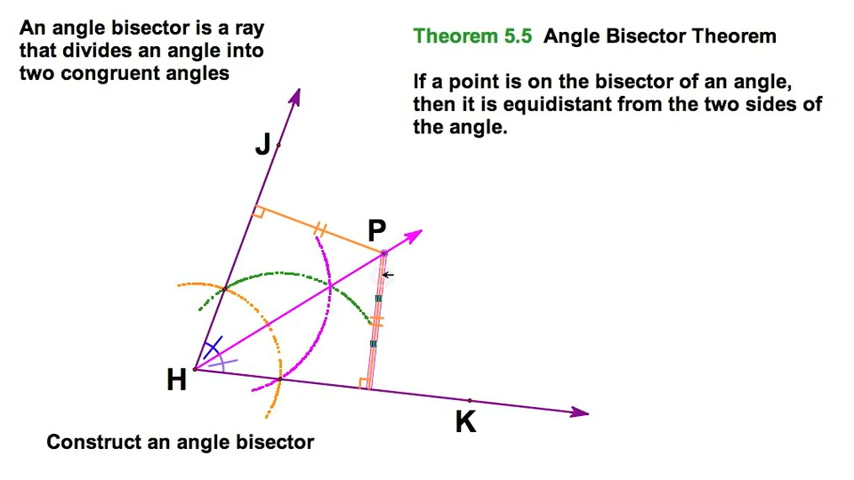 An angle bisector is a ray
that divides an angle into
two congruent angles
Theorem 5.5 Angle Bisector Theorem
If a point is on the bisector of an angle,
then it is equidistant from the two sides of
the angle.
J
P
H
K
Construct an angle bisector